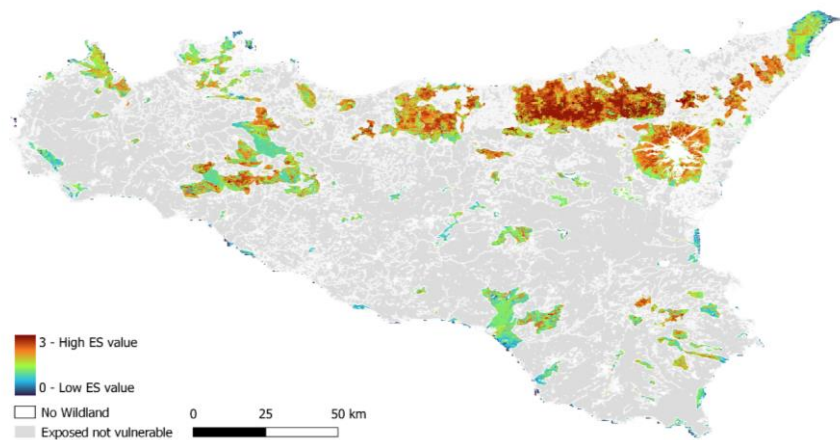 3 - High ES value
0 - Low ES value
No Wildland
Exposed not vulnerable
0 25 50 km